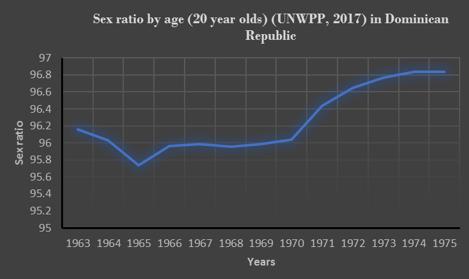 Sex ratio by age (20 year olds) (UNWPP, 2017) in Dominican
Republic
97
96.8
96.6
96.4
96.2
96
95.8
95.6
95.4
95.2
95
Sex ratio
1963 1964 1965 1966 1967 1968 1969 1970 1971 1972 1973 1974 1975
Years